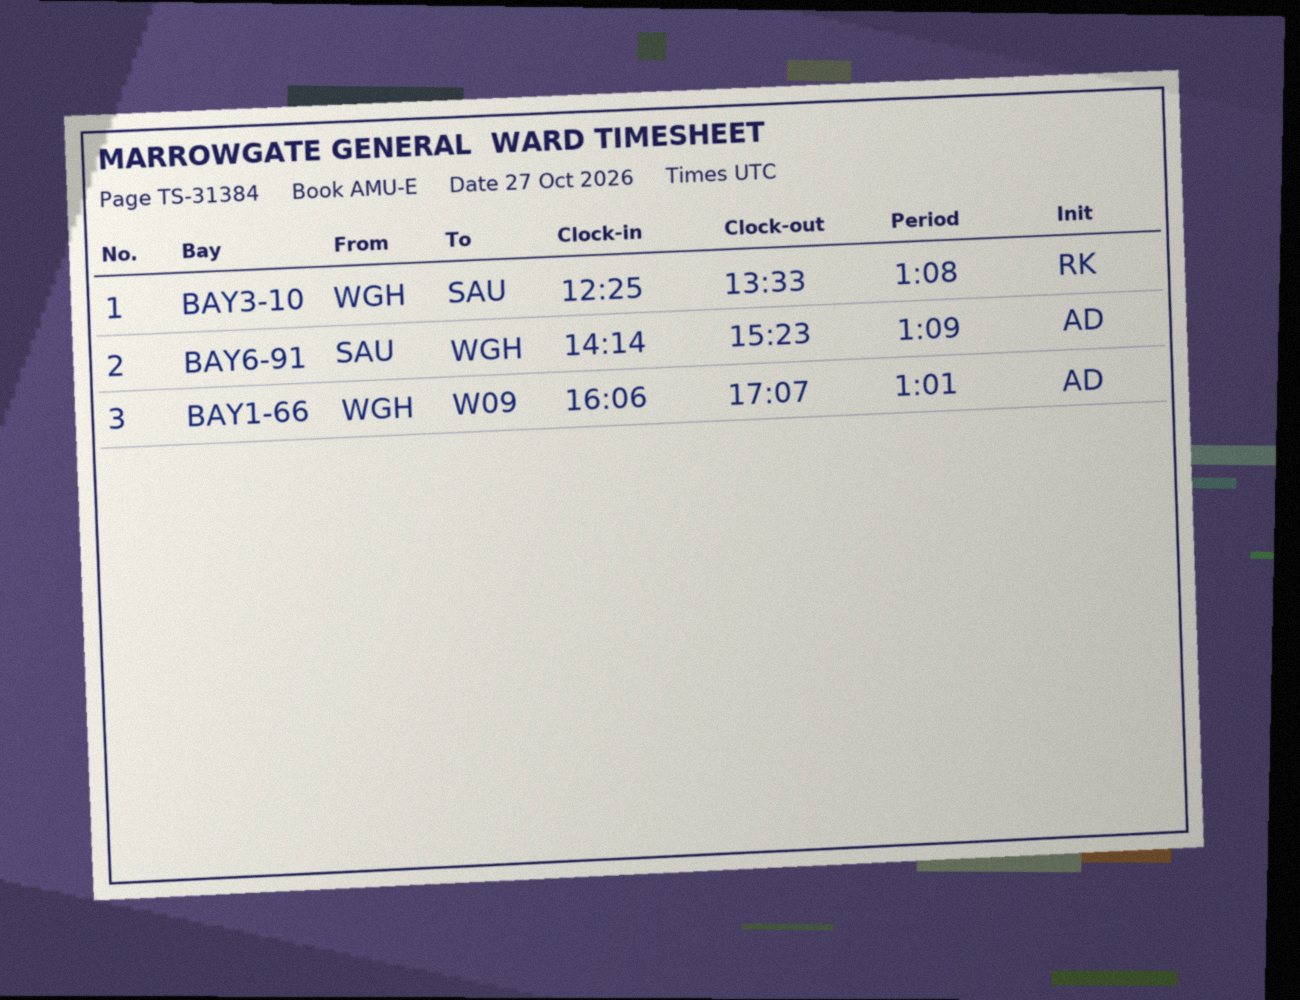 MARROWGATE GENERAL WARD TIMESHEET
Page TS-31384 Book AMU-E Date 27 Oct 2026 Times UTC
No. Bay From To Clock-in Clock-out Period Init
1 BAY3-10 WGH SAU 12:25 13:33 1:08 RK
2 BAY6-91 SAU WGH 14:14 15:23 1:09 AD
3 BAY1-66 WGH W09 16:06 17:07 1:01 AD